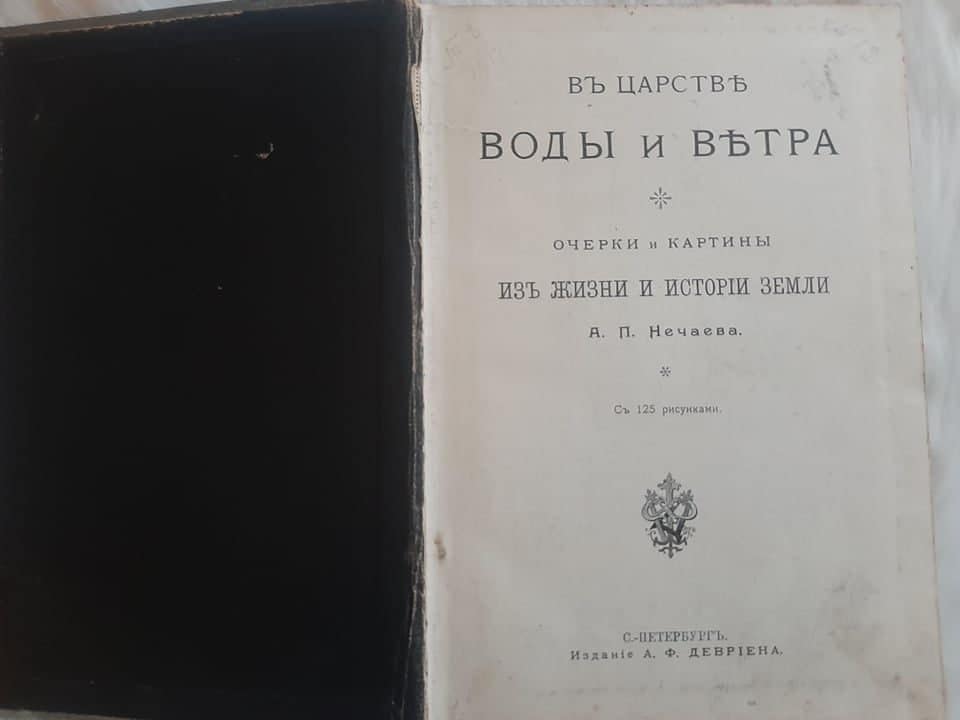 ВЪ ЦАРСТВѢ
ВОДЫ и ВѢТРА
ОЧЕРКИ и КАРТИНЫ
ИЗЪ ЖИЗНИ И ИСТОРІИ ЗЕМЛИ
А. П. Нечаева.
Съ 125 рисунками.
С.-ПЕТЕРБУРГЪ.
Изданіе А. Ф. ДЕВРІЕНА.